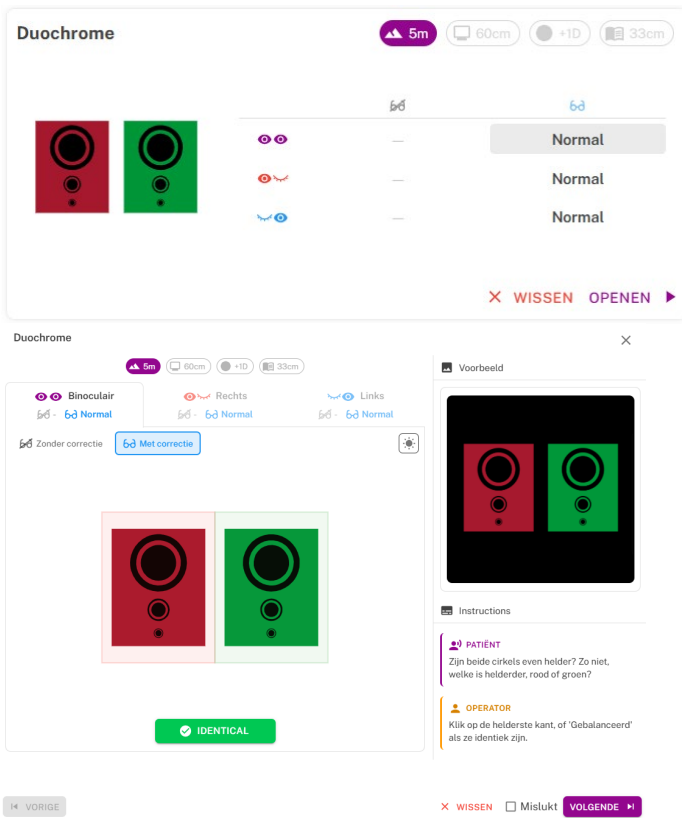 Duochrome
5m
60cm
+1D
33cm
— Normal
— Normal
— Normal
WISSEN OPENEN
Duochrome
5m
60cm
+1D
33cm
Voorbeeld
Binoculair
Rechts
Links
- Normal
- Normal
- Normal
Zonder correctie
Met correctie
Instructions
PATIËNT
Zijn beide cirkels even helder? Zo niet,
welke is helderder, rood of groen?
OPERATOR
Klik op de helderste kant, of 'Gebalanceerd'
als ze identiek zijn.
IDENTICAL
VORIGE
WISSEN
Mislukt
VOLGENDE